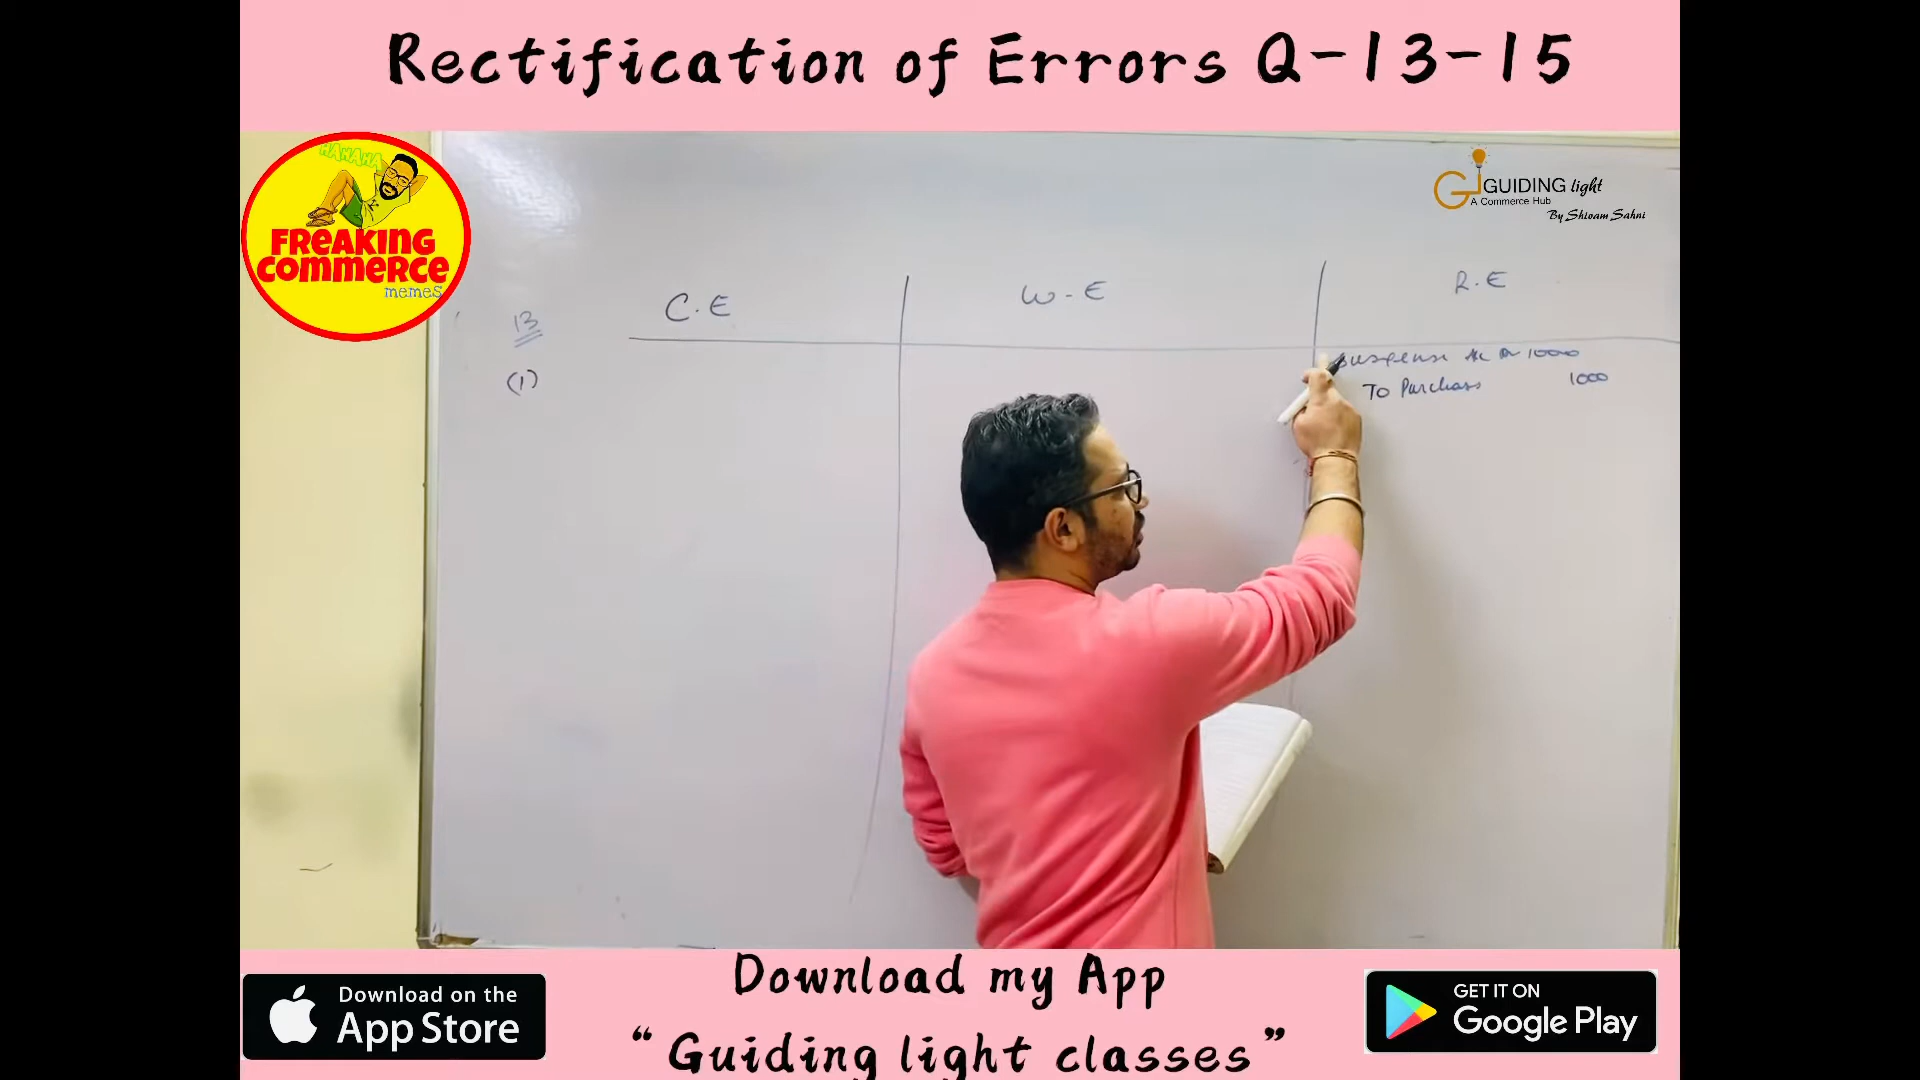 Rectification of Errors Q-13-15
HAHAHA
FREAKING
COMMERCE
memes
GUIDING light
A Commerce Hub
By Shivam Sahni
C.E
W-E
R.E
13
(1)
Suspense A/c Dr 1000
To Purchase 1000
Download my App
“Guiding light classes”
Download on the
App Store
GET IT ON
Google Play